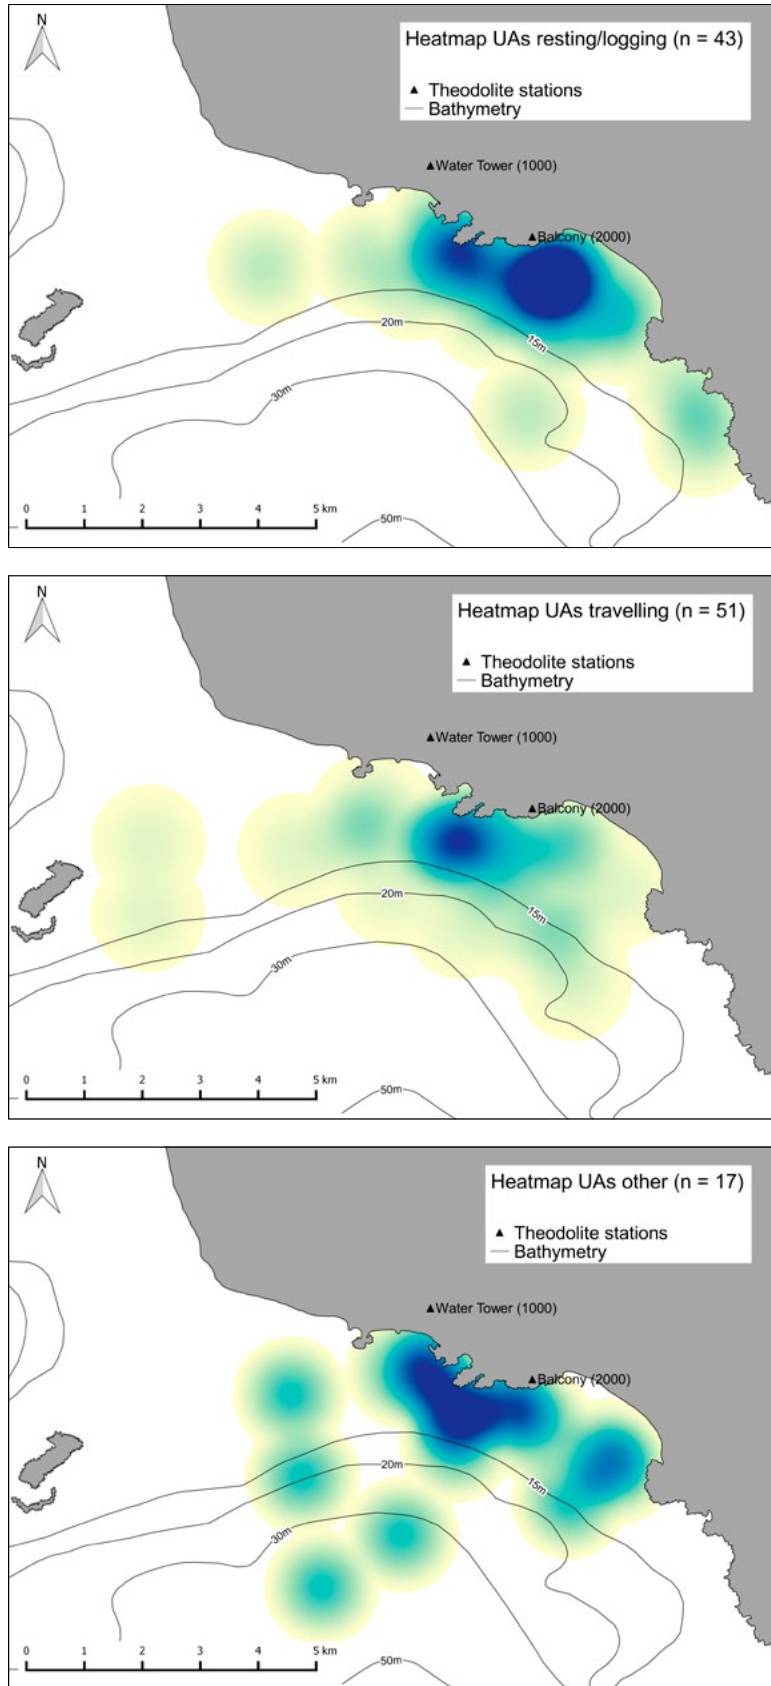 N
Heatmap UAs resting/logging (n = 43)
Theodolite stations
Bathymetry
Water Tower (1000)
Balcony (2000)
20m
15m
30m
50m
0 1 2 3 4 5 km
N
Heatmap UAs travelling (n = 51)
Theodolite stations
Bathymetry
Water Tower (1000)
Balcony (2000)
20m
15m
30m
50m
0 1 2 3 4 5 km
N
Heatmap UAs other (n = 17)
Theodolite stations
Bathymetry
Water Tower (1000)
Balcony (2000)
20m
15m
30m
50m
0 1 2 3 4 5 km